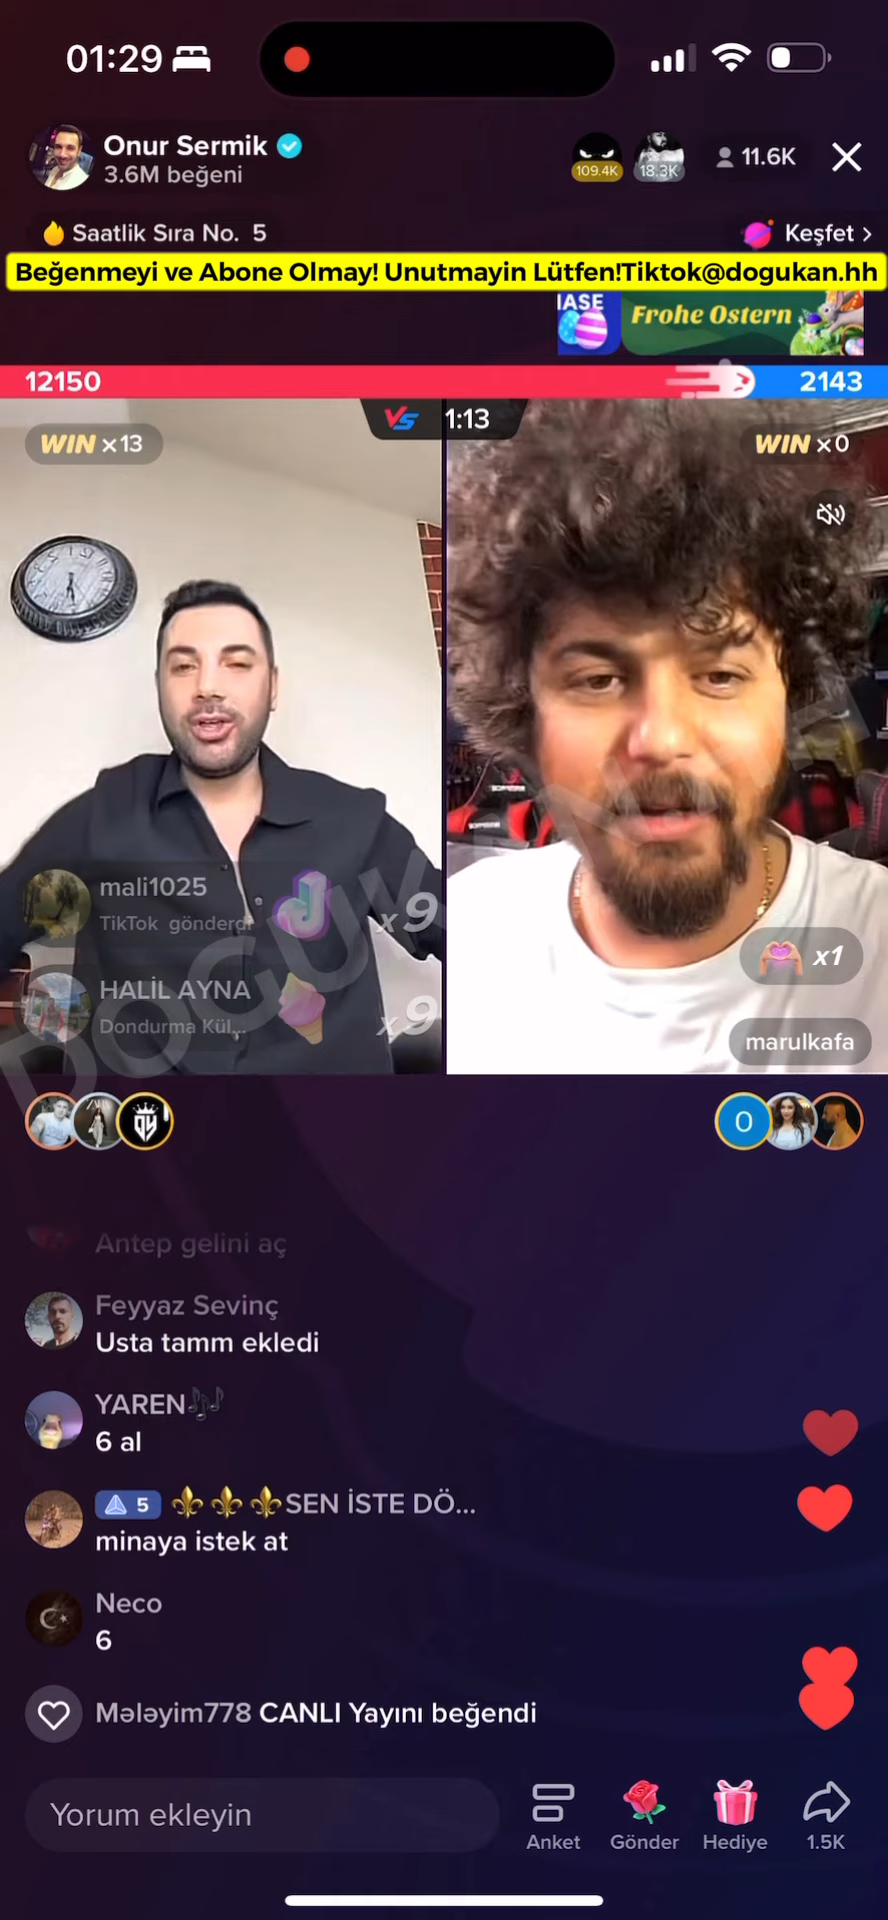 01:29
Onur Sermik
3.6M beğeni
109.4K
18.3K
11.6K
Saatlik Sıra No. 5
Keşfet >
Beğenmeyi ve Abone Olmay! Unutmayin Lütfen!Tiktok@dogukan.hh
Frohe Ostern
12150
2143
VS 1:13
WIN x13
WIN x0
mali1025
TikTok gönderdi
x9
HALİL AYNA
Dondurma Kül...
x9
x1
marulkafa
0
Antep gelini aç
Feyyaz Sevinç
Usta tamm ekledi
YAREN
6 al
5 SEN İSTE DÖ...
minaya istek at
Neco
6
Mələyim778 CANLI Yayını beğendi
Yorum ekleyin
Anket
Gönder
Hediye
1.5K